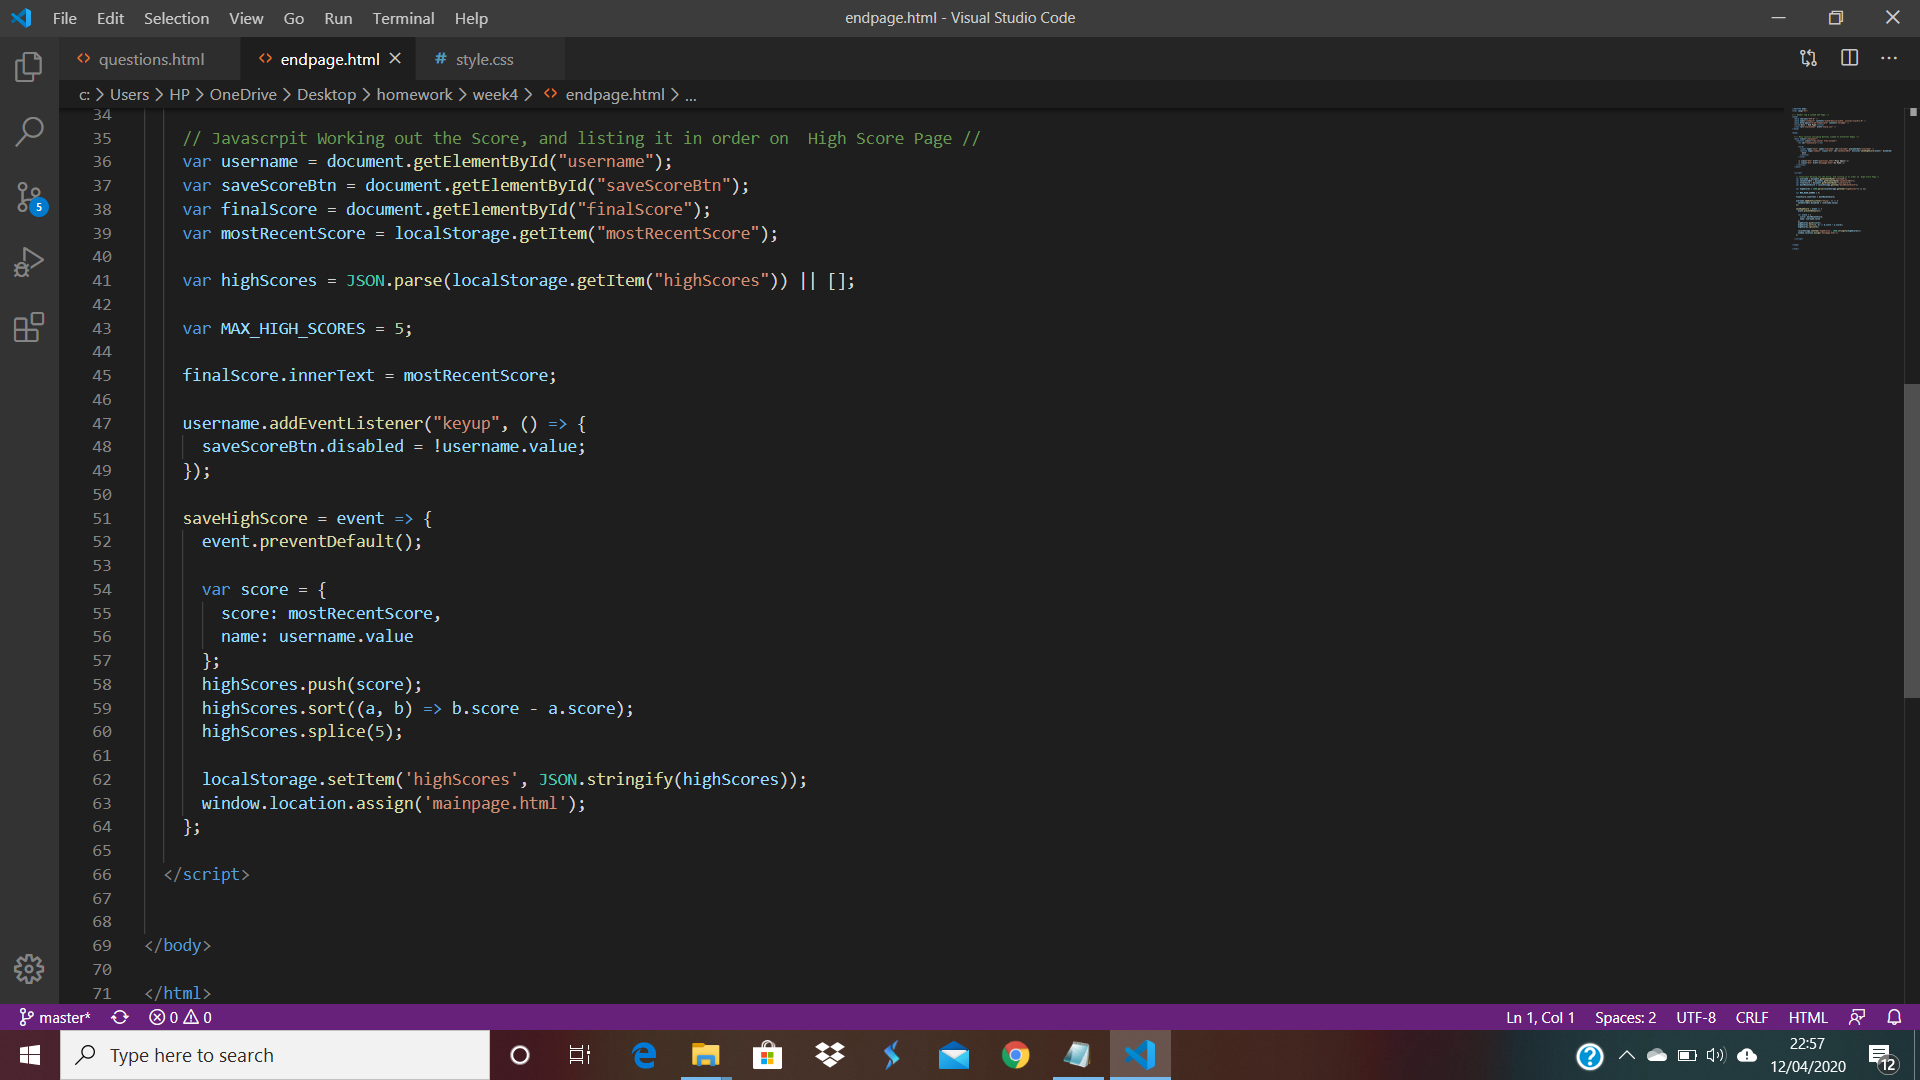 File Edit Selection View Go Run Terminal Help
endpage.html - Visual Studio Code
questions.html
endpage.html
# style.css
c: > Users > HP > OneDrive > Desktop > homework > week4 > endpage.html > ...
34
35 // Javascrpit Working out the Score, and listing it in order on  High Score Page //
36 var username = document.getElementById("username");
37 var saveScoreBtn = document.getElementById("saveScoreBtn");
38 var finalScore = document.getElementById("finalScore");
39 var mostRecentScore = localStorage.getItem("mostRecentScore");
40
41 var highScores = JSON.parse(localStorage.getItem("highScores")) || [];
42
43 var MAX_HIGH_SCORES = 5;
44
45 finalScore.innerText = mostRecentScore;
46
47 username.addEventListener("keyup", () => {
48 saveScoreBtn.disabled = !username.value;
49 });
50
51 saveHighScore = event => {
52 event.preventDefault();
53
54 var score = {
55 score: mostRecentScore,
56 name: username.value
57 };
58 highScores.push(score);
59 highScores.sort((a, b) => b.score - a.score);
60 highScores.splice(5);
61
62 localStorage.setItem('highScores', JSON.stringify(highScores));
63 window.location.assign('mainpage.html');
64 };
65
66 </script>
67
68
69 </body>
70
71 </html>
5
master* 0 0
Ln 1, Col 1 Spaces: 2 UTF-8 CRLF HTML
Type here to search
22:57
12/04/2020
12